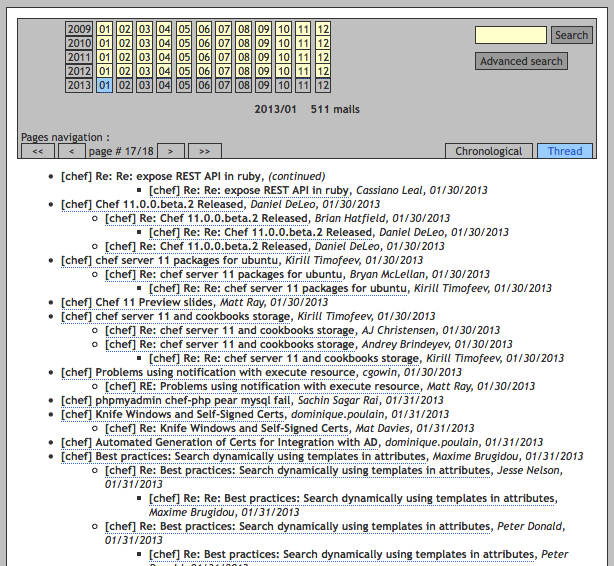 2009 01 02 03 04 05 06 07 08 09 10 11 12
2010 01 02 03 04 05 06 07 08 09 10 11 12
2011 01 02 03 04 05 06 07 08 09 10 11 12
2012 01 02 03 04 05 06 07 08 09 10 11 12
2013 01 02 03 04 05 06 07 08 09 10 11 12
Search
Advanced search
2013/01 511 mails
Pages navigation :
<< < page # 17/18 > >>
Chronological Thread
[chef] Re: Re: expose REST API in ruby, (continued)
[chef] Re: Re: expose REST API in ruby, Cassiano Leal, 01/30/2013
[chef] Chef 11.0.0.beta.2 Released, Daniel DeLeo, 01/30/2013
[chef] Re: Chef 11.0.0.beta.2 Released, Brian Hatfield, 01/30/2013
[chef] Re: Re: Chef 11.0.0.beta.2 Released, Daniel DeLeo, 01/30/2013
[chef] Re: Chef 11.0.0.beta.2 Released, Daniel DeLeo, 01/30/2013
[chef] chef server 11 packages for ubuntu, Kirill Timofeev, 01/30/2013
[chef] Re: chef server 11 packages for ubuntu, Bryan McLellan, 01/30/2013
[chef] Re: Re: chef server 11 packages for ubuntu, Kirill Timofeev, 01/30/2013
[chef] Chef 11 Preview slides, Matt Ray, 01/30/2013
[chef] chef server 11 and cookbooks storage, Kirill Timofeev, 01/30/2013
[chef] Re: chef server 11 and cookbooks storage, AJ Christensen, 01/30/2013
[chef] Re: chef server 11 and cookbooks storage, Andrey Brindeyev, 01/30/2013
[chef] Re: Re: chef server 11 and cookbooks storage, Kirill Timofeev, 01/30/2013
[chef] Problems using notification with execute resource, cgowin, 01/30/2013
[chef] RE: Problems using notification with execute resource, Matt Ray, 01/30/2013
[chef] phpmyadmin chef-php pear mysql fail, Sachin Sagar Rai, 01/31/2013
[chef] Knife Windows and Self-Signed Certs, dominique.poulain, 01/31/2013
[chef] Re: Knife Windows and Self-Signed Certs, Mat Davies, 01/31/2013
[chef] Automated Generation of Certs for Integration with AD, dominique.poulain, 01/31/2013
[chef] Best practices: Search dynamically using templates in attributes, Maxime Brugidou, 01/31/2013
[chef] Re: Best practices: Search dynamically using templates in attributes, Jesse Nelson,
01/31/2013
[chef] Re: Re: Best practices: Search dynamically using templates in attributes,
Maxime Brugidou, 01/31/2013
[chef] Re: Best practices: Search dynamically using templates in attributes, Peter Donald,
01/31/2013
[chef] Re: Best practices: Search dynamically using templates in attributes, Peter